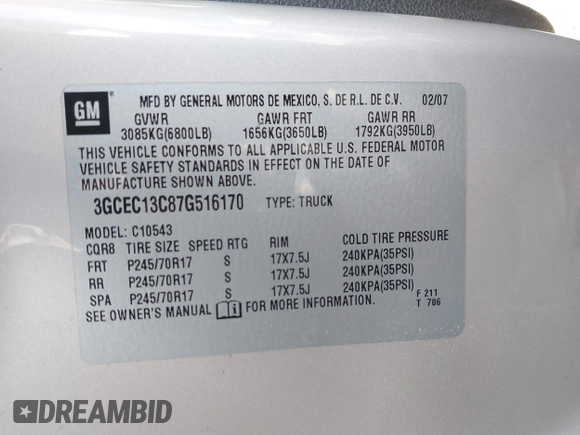 GM
MFD BY GENERAL MOTORS DE MEXICO, S. DE R.L. DE C.V. 02/07
GVWR GAWR FRT GAWR RR
3085KG(6800LB) 1656KG(3650LB) 1792KG(3950LB)
THIS VEHICLE CONFORMS TO ALL APPLICABLE U.S. FEDERAL MOTOR
VEHICLE SAFETY STANDARDS IN EFFECT ON THE DATE OF
MANUFACTURE SHOWN ABOVE.
3GCEC13C87G516170 TYPE: TRUCK
MODEL: C10543
CQR8 TIRE SIZE SPEED RTG RIM COLD TIRE PRESSURE
FRT P245/70R17 S 17X7.5J 240KPA(35PSI)
RR P245/70R17 S 17X7.5J 240KPA(35PSI)
SPA P245/70R17 S 17X7.5J 240KPA(35PSI)
SEE OWNER'S MANUAL FOR MORE INFORMATION.
F 211
T 706
DREAMBID